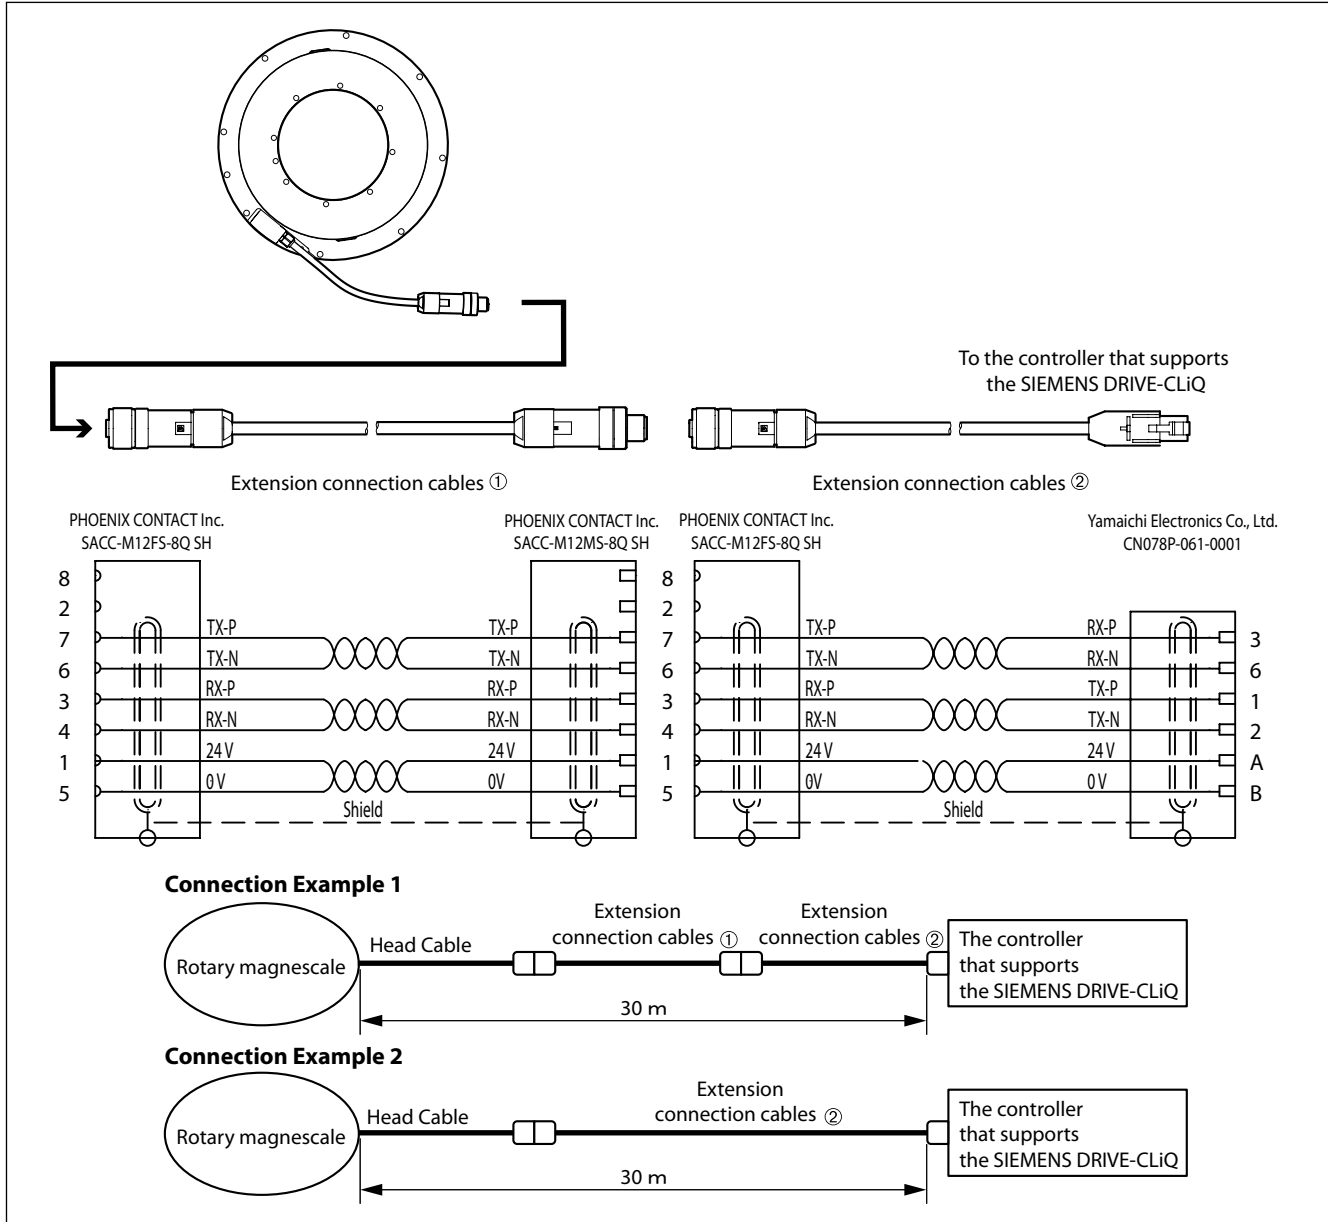 To the controller that supports
the SIEMENS DRIVE-CLiQ
Extension connection cables ①
Extension connection cables ②
PHOENIX CONTACT Inc.
SACC-M12FS-8Q SH
PHOENIX CONTACT Inc.
SACC-M12MS-8Q SH
PHOENIX CONTACT Inc.
SACC-M12FS-8Q SH
Yamaichi Electronics Co., Ltd.
CN078P-061-0001
8 8
2 2
7 TX-P TX-P 7 TX-P RX-P 3
6 TX-N TX-N 6 TX-N RX-N 6
3 RX-P RX-P 3 RX-P TX-P 1
4 RX-N RX-N 4 RX-N TX-N 2
1 24 V 24 V 1 24 V 24 V A
5 0 V 0V 5 0V 0 V B
Shield Shield
Connection Example 1
Rotary magnescale
Head Cable
Extension
connection cables ①
Extension
connection cables ②
The controller
that supports
the SIEMENS DRIVE-CLiQ
30 m
Connection Example 2
Rotary magnescale
Head Cable
Extension
connection cables ②
The controller
that supports
the SIEMENS DRIVE-CLiQ
30 m